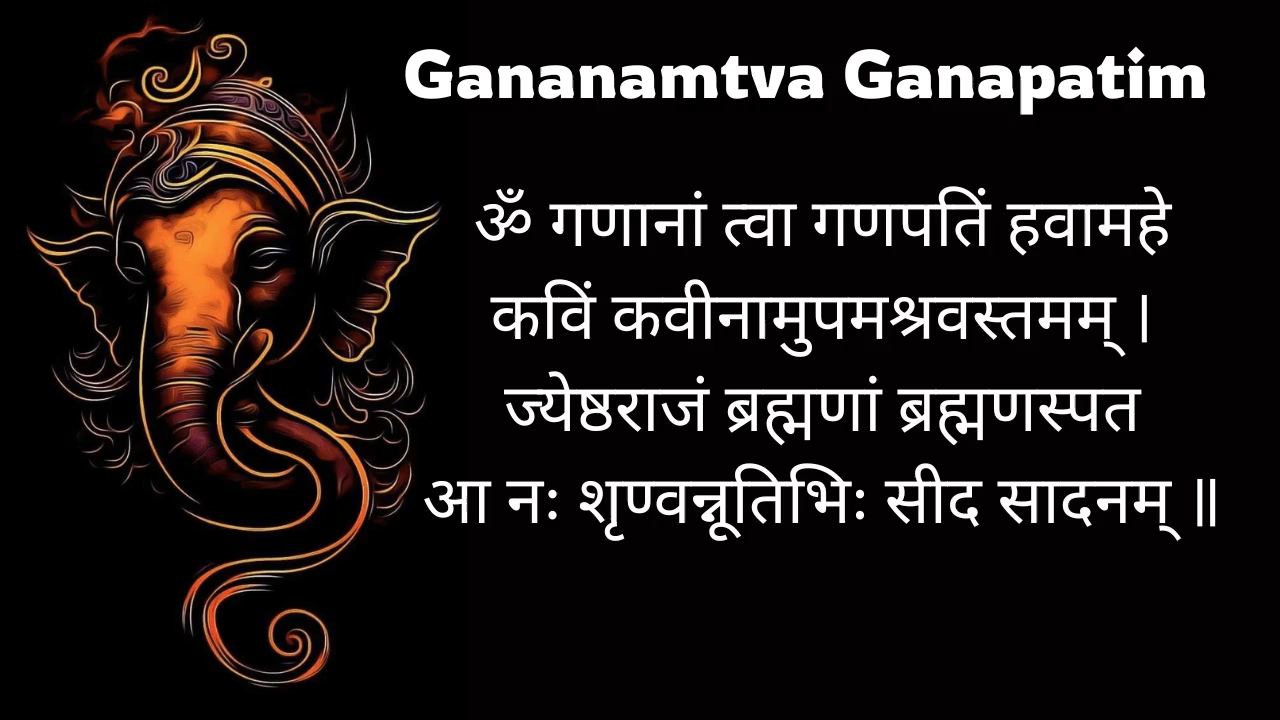 Gananamtva Ganapatim
ॐ गणानां त्वा गणपतिं हवामहे
कविं कवीनामुपमश्रवस्तमम् |
ज्येष्ठराजं ब्रह्मणां ब्रह्मणस्पत
आ नः शृण्वन्नूतिभिः सीद सादनम् ॥